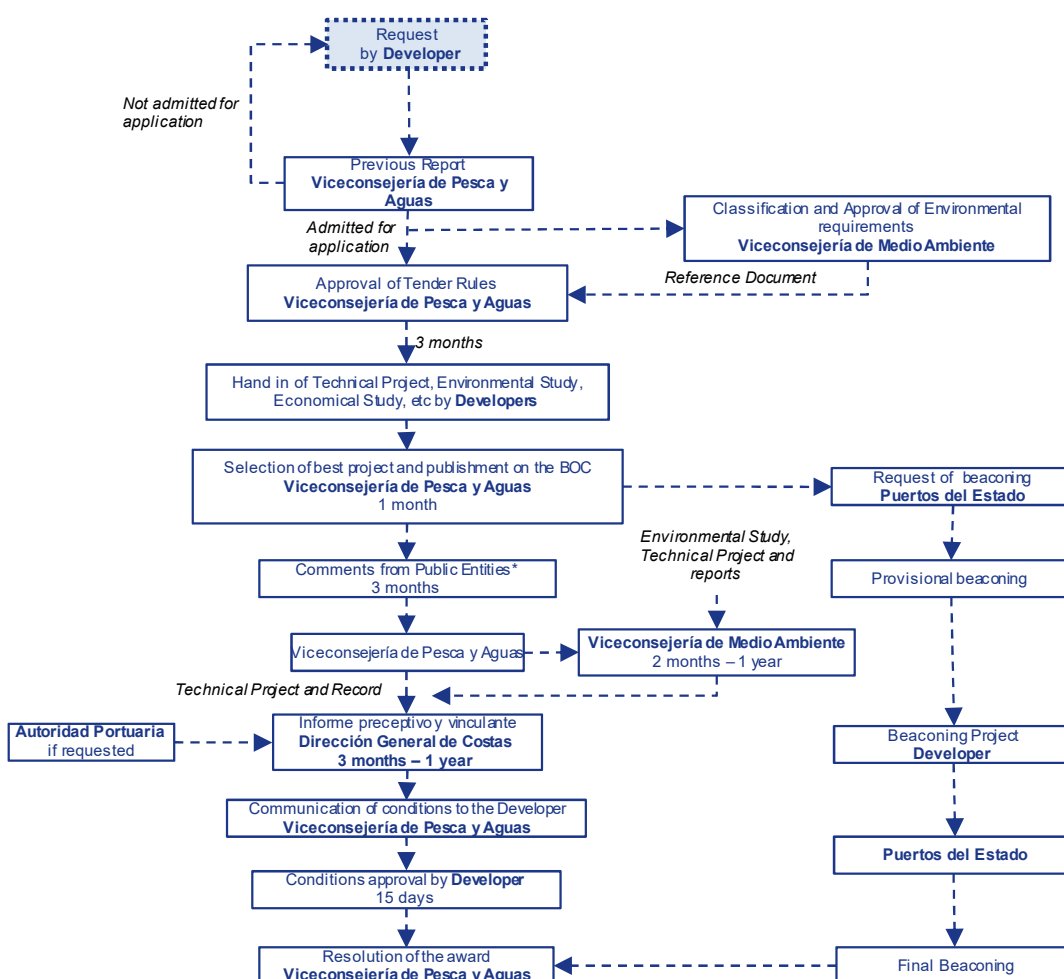 Request
by Developer
Not admitted for
application
Previous Report
Viceconsejería de Pesca y
Aguas
Classification and Approval of Environmental
requirements
Viceconsejería de Medio Ambiente
Admitted for
application
Reference Document
Approval of Tender Rules
Viceconsejería de Pesca y Aguas
3 months
Hand in of Technical Project, Environmental Study,
Economical Study, etc by Developers
Selection of best project and publishment on the BOC
Viceconsejería de Pesca y Aguas
1 month
Request of beaconing
Puertos del Estado
Environmental Study,
Technical Project and
reports
Comments from Public Entities*
3 months
Provisional beaconing
Viceconsejería de Pesca y Aguas
Viceconsejería de Medio Ambiente
2 months – 1 year
Technical Project and Record
Autoridad Portuaria
if requested
Informe preceptivo y vinculante
Dirección General de Costas
3 months – 1 year
Beaconing Project
Developer
Communication of conditions to the Developer
Viceconsejería de Pesca y Aguas
Puertos del Estado
Conditions approval by Developer
15 days
Resolution of the award
Viceconsejería de Pesca y Aguas
Final Beaconing